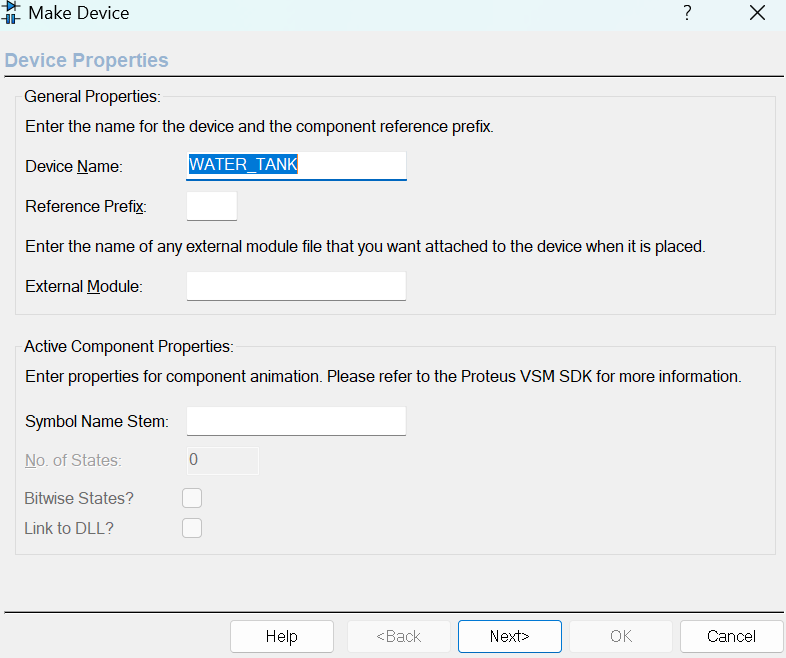 Make Device
?
Device Properties
General Properties:
Enter the name for the device and the component reference prefix.
Device Name: WATER_TANK
Reference Prefix:
Enter the name of any external module file that you want attached to the device when it is placed.
External Module:
Active Component Properties:
Enter properties for component animation. Please refer to the Proteus VSM SDK for more information.
Symbol Name Stem:
No. of States: 0
Bitwise States?
Link to DLL?
Help <Back Next> OK Cancel